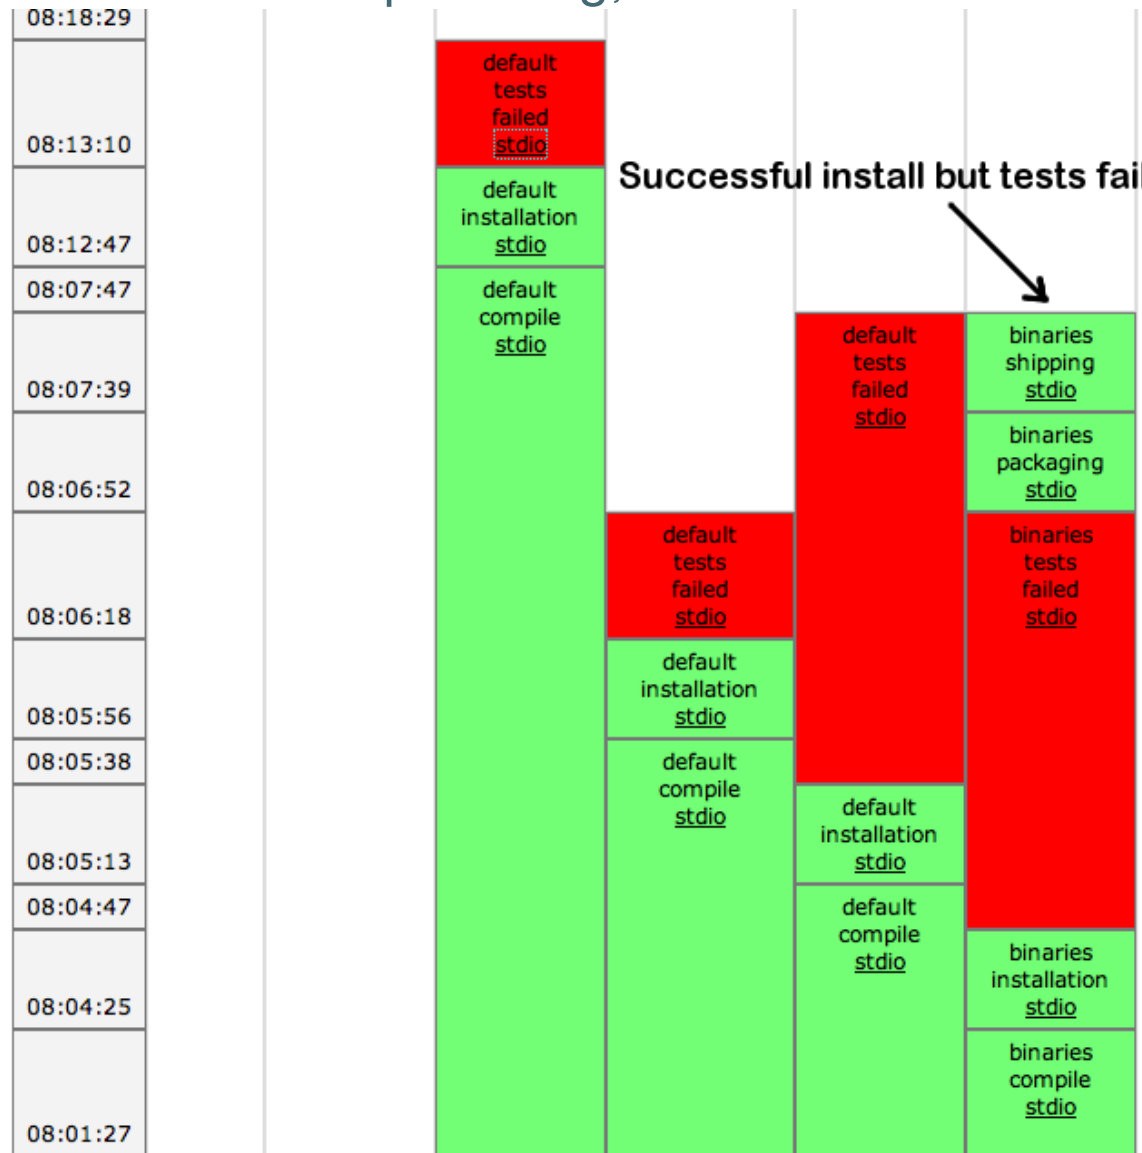 08:18:29
default
tests
failed
stdio
08:13:10
Successful install but tests fail
default
installation
stdio
08:12:47
default
compile
stdio
08:07:47
default
tests
failed
stdio
binaries
shipping
stdio
08:07:39
binaries
packaging
stdio
08:06:52
default
tests
failed
stdio
binaries
tests
failed
stdio
08:06:18
default
installation
stdio
08:05:56
default
compile
stdio
08:05:38
default
installation
stdio
08:05:13
default
compile
stdio
08:04:47
binaries
installation
stdio
08:04:25
binaries
compile
stdio
08:01:27